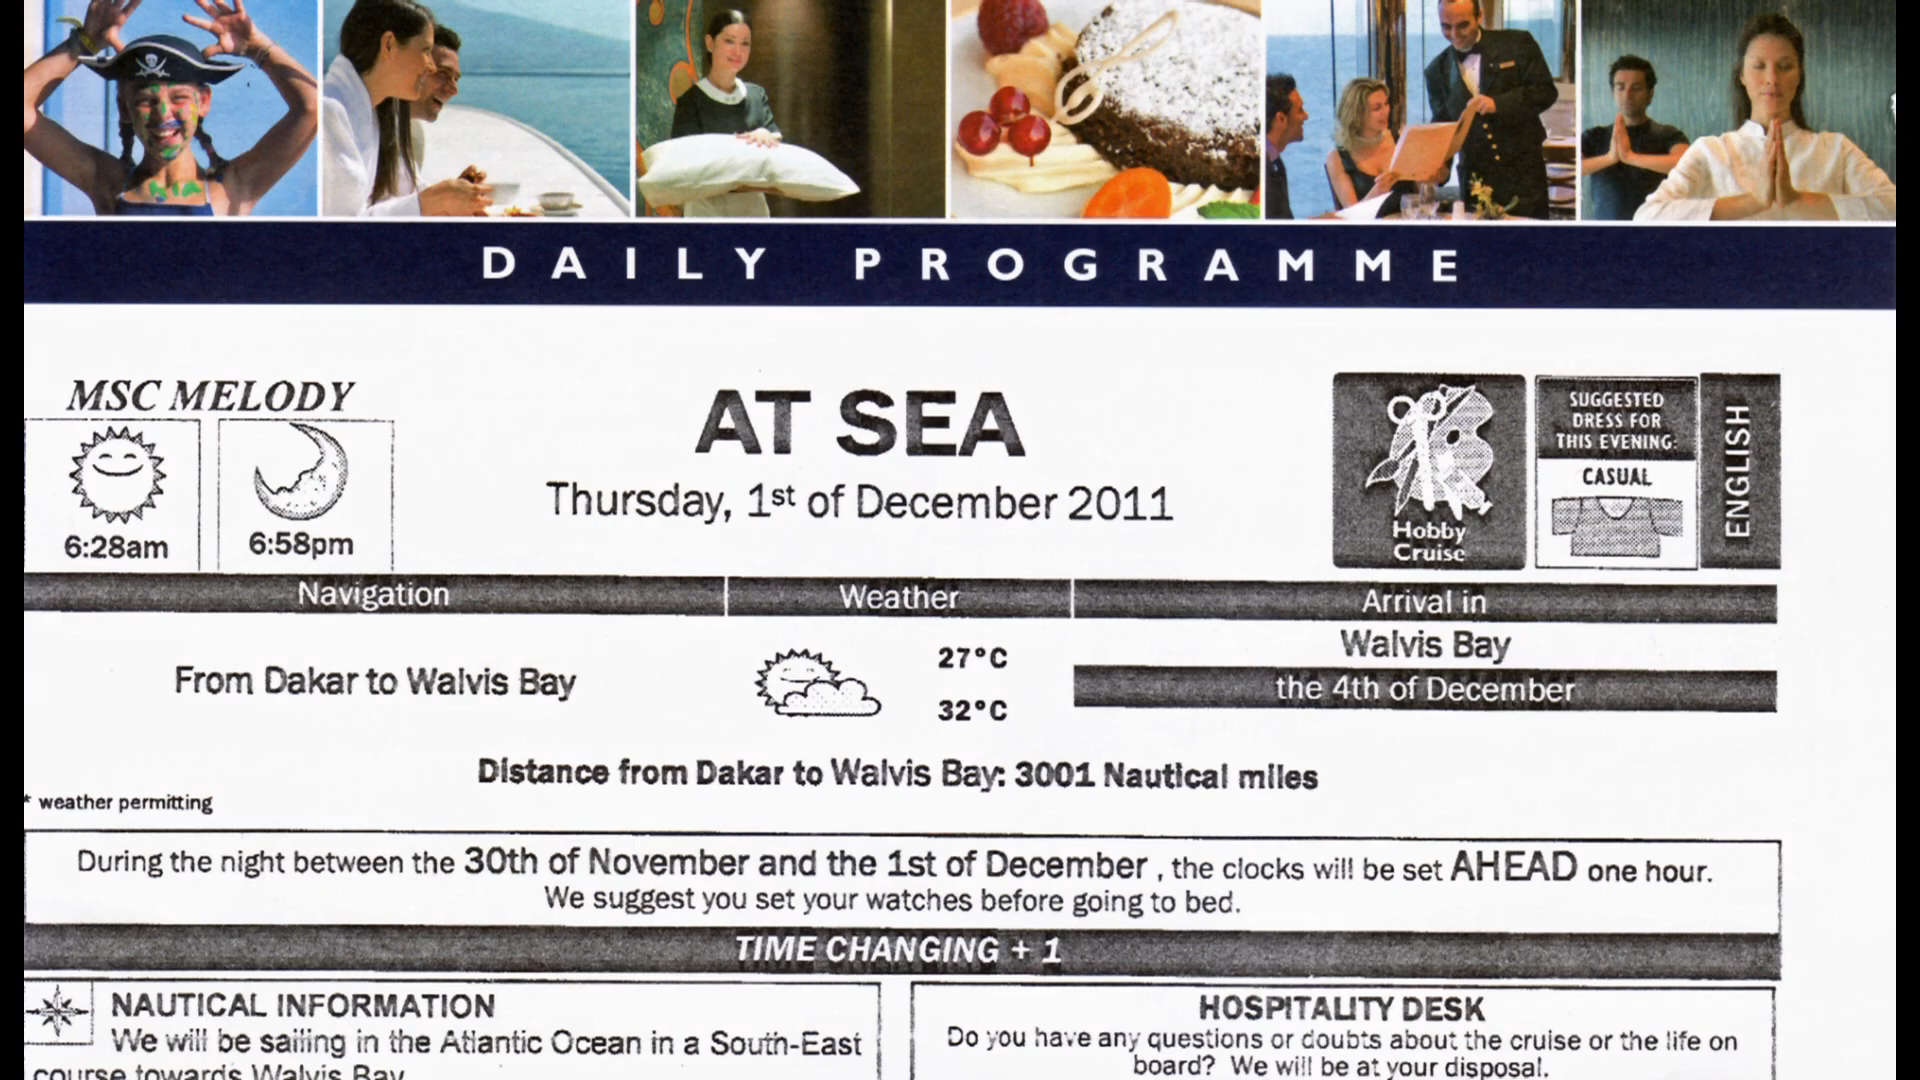 DAILY PROGRAMME
MSC MELODY
6:28am
6:58pm
AT SEA
Thursday, 1st of December 2011
Hobby
Cruise
SUGGESTED
DRESS FOR
THIS EVENING:
CASUAL
ENGLISH
Navigation
Weather
Arrival in
From Dakar to Walvis Bay
27°C
32°C
Walvis Bay
the 4th of December
Distance from Dakar to Walvis Bay: 3001 Nautical miles
* weather permitting
During the night between the 30th of November and the 1st of December , the clocks will be set AHEAD one hour.
We suggest you set your watches before going to bed.
TIME CHANGING + 1
NAUTICAL INFORMATION
We will be sailing in the Atlantic Ocean in a South-East
course towards Walvis Bay
HOSPITALITY DESK
Do you have any questions or doubts about the cruise or the life on
board? We will be at your disposal.